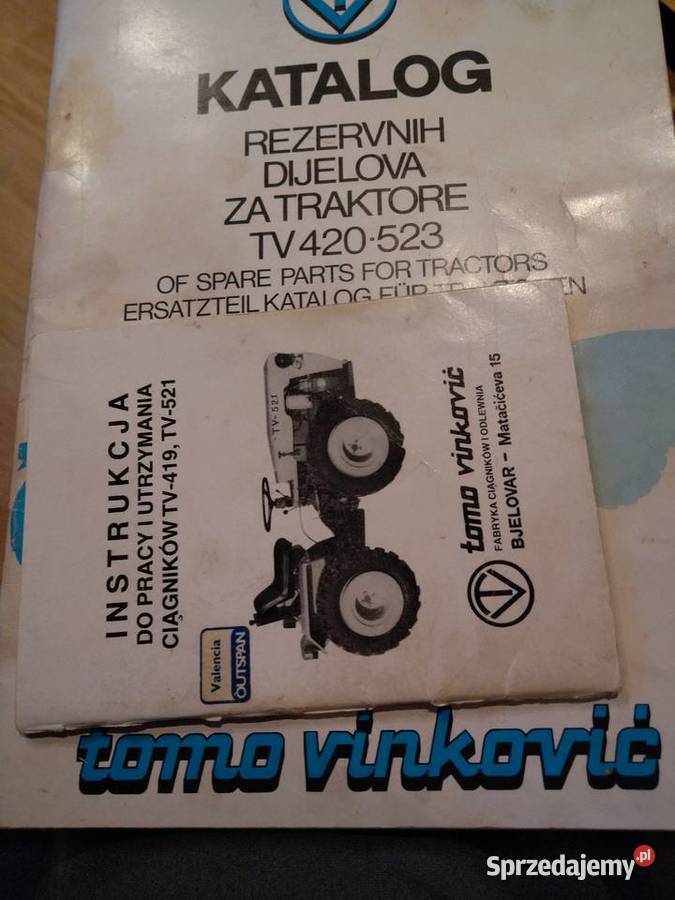 KATALOG
REZERVNIH
DIJELOVA
ZA TRAKTORE
TV 420·523
OF SPARE PARTS FOR TRACTORS
ERSATZTEIL KATALOG FÜR
INSTRUKCJA
DO PRACY I UTRZYMANIA
CIĄGNIKÓW TV-419, TV-521
TV-521
Valencia
OUTSPAN
tomo vinković
FABRYKA CIĄGNIKÓW I ODLEWNIA
BJELOVAR – Matačićeva 15
tomo vinković
Sprzedajemy.pl